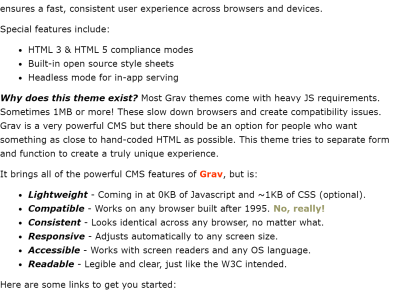 ensures a fast, consistent user experience across browsers and devices.
Special features include:
• HTML 3 & HTML 5 compliance modes
• Built-in open source style sheets
• Headless mode for in-app serving
Why does this theme exist? Most Grav themes come with heavy JS requirements.
Sometimes 1MB or more! These slow down browsers and create compatibility issues.
Grav is a very powerful CMS but there should be an option for people who want
something as close to hand-coded HTML as possible. This theme tries to separate form
and function to create a truly unique experience.
It brings all of the powerful CMS features of Grav, but is:
• Lightweight - Coming in at 0KB of Javascript and ~1KB of CSS (optional).
• Compatible - Works on any browser built after 1995. No, really!
• Consistent - Looks identical across any browser, no matter what.
• Responsive - Adjusts automatically to any screen size.
• Accessible - Works with screen readers and any OS language.
• Readable - Legible and clear, just like the W3C intended.
Here are some links to get you started: